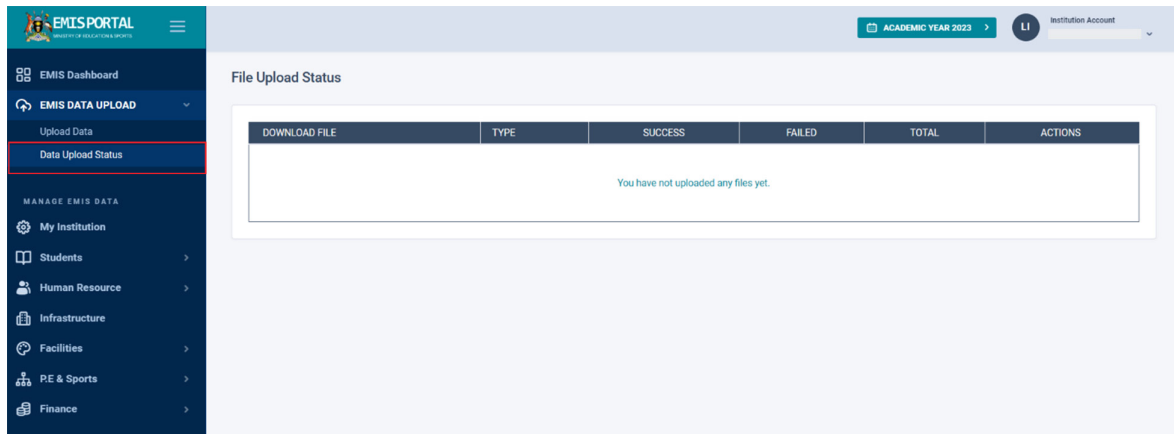 EMIS PORTAL
MINISTRY OF EDUCATION & SPORTS
ACADEMIC YEAR 2023
LI
Institution Account
EMIS Dashboard
EMIS DATA UPLOAD
Upload Data
Data Upload Status
MANAGE EMIS DATA
My Institution
Students
Human Resource
Infrastructure
Facilities
P.E & Sports
Finance
File Upload Status
DOWNLOAD FILE TYPE SUCCESS FAILED TOTAL ACTIONS
You have not uploaded any files yet.